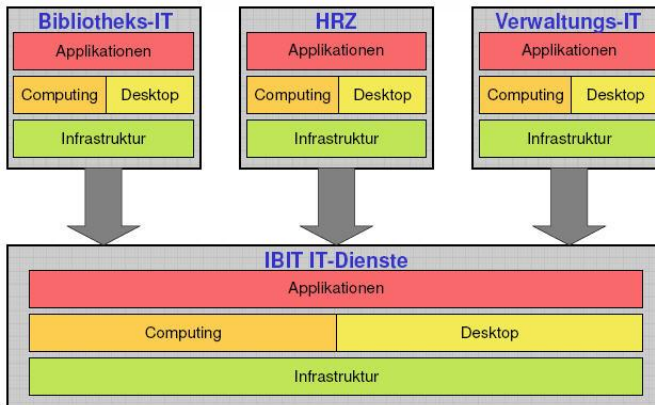 Bibliotheks-IT
Applikationen
Computing Desktop
Infrastruktur
HRZ
Applikationen
Computing Desktop
Infrastruktur
Verwaltungs-IT
Applikationen
Computing Desktop
Infrastruktur
IBIT IT-Dienste
Applikationen
Computing Desktop
Infrastruktur